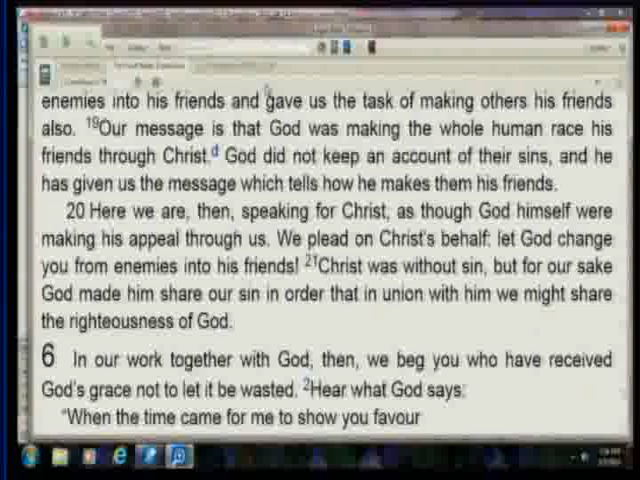 enemies into his friends and gave us the task of making others his friends
also. 19Our message is that God was making the whole human race his
friends through Christ.d God did not keep an account of their sins, and he
has given us the message which tells how he makes them his friends.
20 Here we are, then, speaking for Christ, as though God himself were
making his appeal through us. We plead on Christ's behalf: let God change
you from enemies into his friends! 21Christ was without sin, but for our sake
God made him share our sin in order that in union with him we might share
the righteousness of God.
6 In our work together with God, then, we beg you who have received
God's grace not to let it be wasted. 2Hear what God says:
"When the time came for me to show you favour